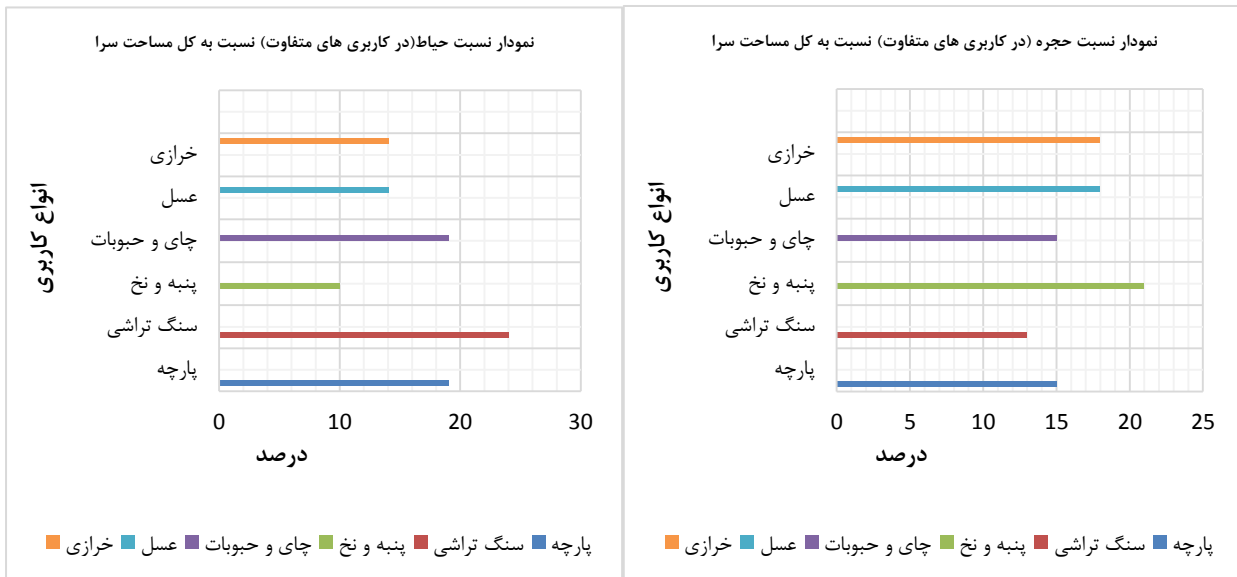 نمودار نسبت حجره (در کاربری های متفاوت) نسبت به کل مساحت سرا
انواع کاربری
خرازی
عسل
چای و حبوبات
پنبه و نخ
سنگ تراشی
پارچه
0 5 10 15 20 25
درصد
پارچه سنگ تراشی پنبه و نخ چای و حبوبات عسل خرازی
نمودار نسبت حیاط(در کاربری های متفاوت) نسبت به کل مساحت سرا
انواع کاربری
خرازی
عسل
چای و حبوبات
پنبه و نخ
سنگ تراشی
پارچه
0 10 20 30
درصد
پارچه سنگ تراشی پنبه و نخ چای و حبوبات عسل خرازی